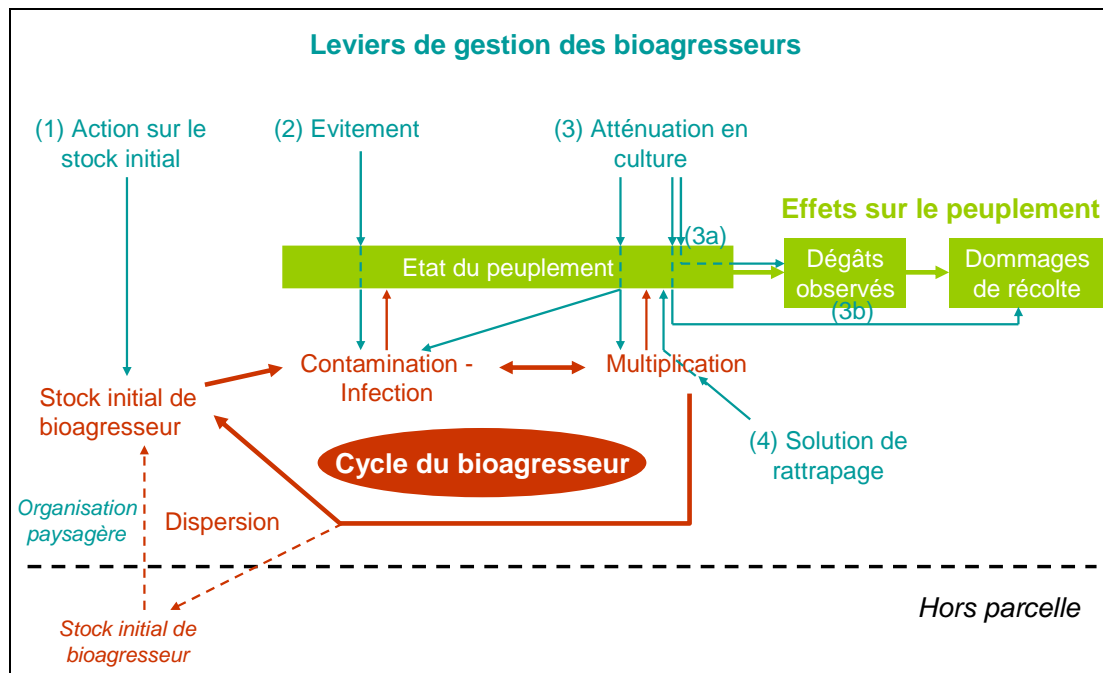 Leviers de gestion des bioagresseurs
(1) Action sur le
stock initial
(2) Evitement
(3) Atténuation en
culture
Effets sur le peuplement
(3a)
Etat du peuplement
Dégâts
observés
Dommages
de récolte
(3b)
Contamination -
Infection
Multiplication
Stock initial de
bioagresseur
(4) Solution de
rattrapage
Cycle du bioagresseur
Organisation
paysagère
Dispersion
Hors parcelle
Stock initial de
bioagresseur